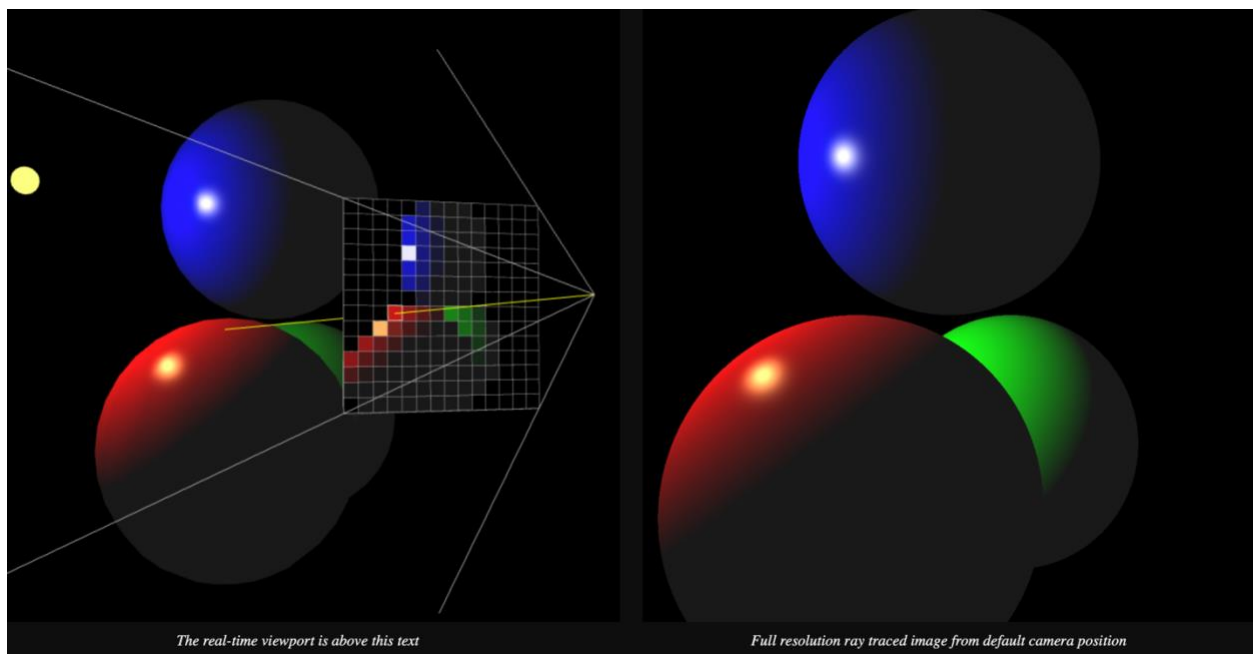 The real-time viewport is above this text
Full resolution ray traced image from default camera position